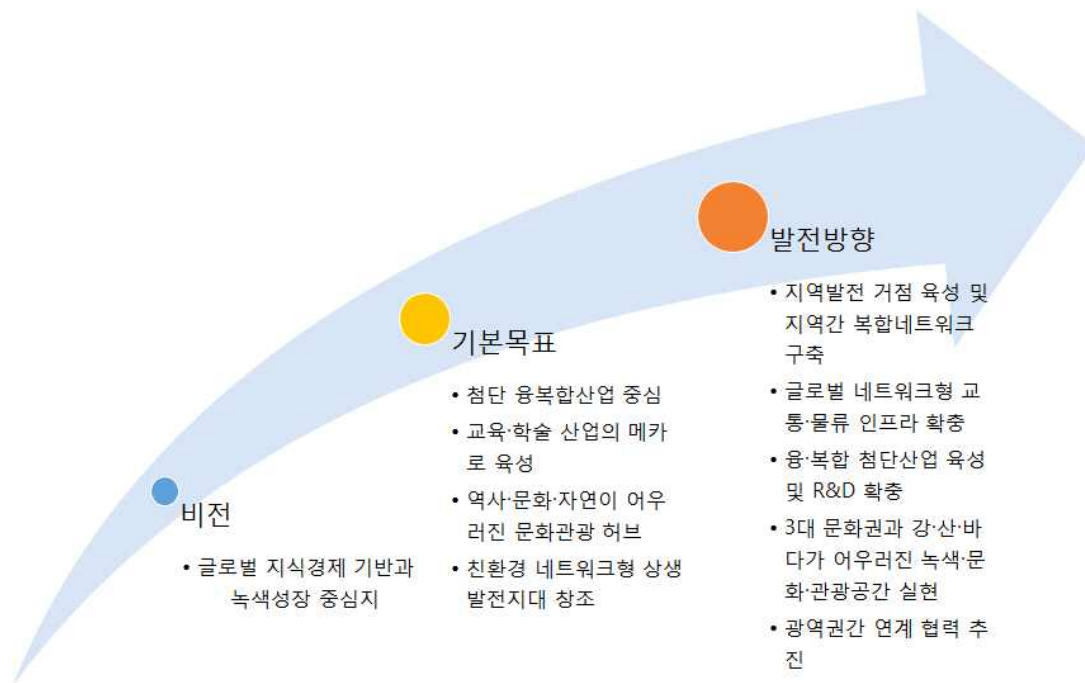 비전
• 글로벌 지식경제 기반과
녹색성장 중심지
기본목표
• 첨단 융복합산업 중심
• 교육·학술 산업의 메카
로 육성
• 역사·문화·자연이 어우
러진 문화관광 허브
• 친환경 네트워크형 상생
발전지대 창조
발전방향
• 지역발전 거점 육성 및
지역간 복합네트워크
구축
• 글로벌 네트워크형 교
통·물류 인프라 확충
• 융·복합 첨단산업 육성
및 R&D 확충
• 3대 문화권과 강·산·바
다가 어우러진 녹색·문
화·관광공간 실현
• 광역권간 연계 협력 추
진